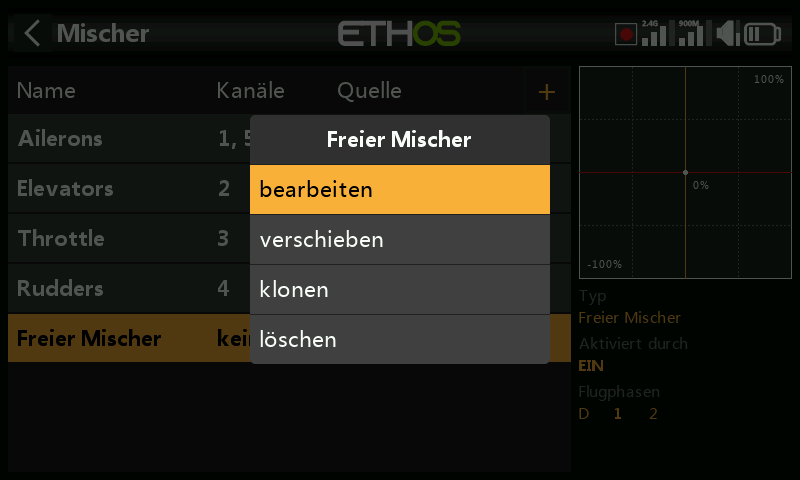 Mischer
ETHOS
2.4G 900M
Name Kanäle Quelle +
Ailerons 1, 5
Elevators 2
Throttle 3
Rudders 4
Freier Mischer
Freier Mischer
bearbeiten
verschieben
klonen
löschen
100%
0%
-100%
Typ
Freier Mischer
Aktiviert durch
EIN
Flugphasen
D 1 2